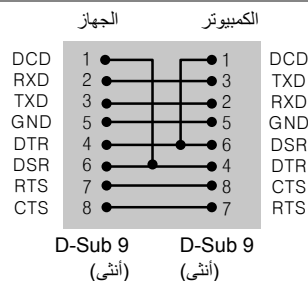 الجهاز الكمبيوتر
DCD 1 1 DCD
RXD 2 3 TXD
TXD 3 2 RXD
GND 5 5 GND
DTR 4 6 DSR
DSR 6 4 DTR
RTS 7 8 CTS
CTS 8 7 RTS
D-Sub 9 D-Sub 9
(أنثى) (أنثى)